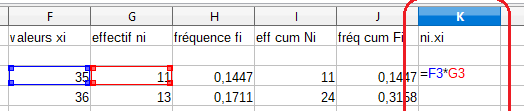 F G H I J K
valeurs xi effectif ni fréquence fi eff cum Ni fréq cum Fi ni.xi
35 11 0,1447 11 0,1447 =F3*G3
36 13 0,1711 24 0,3158